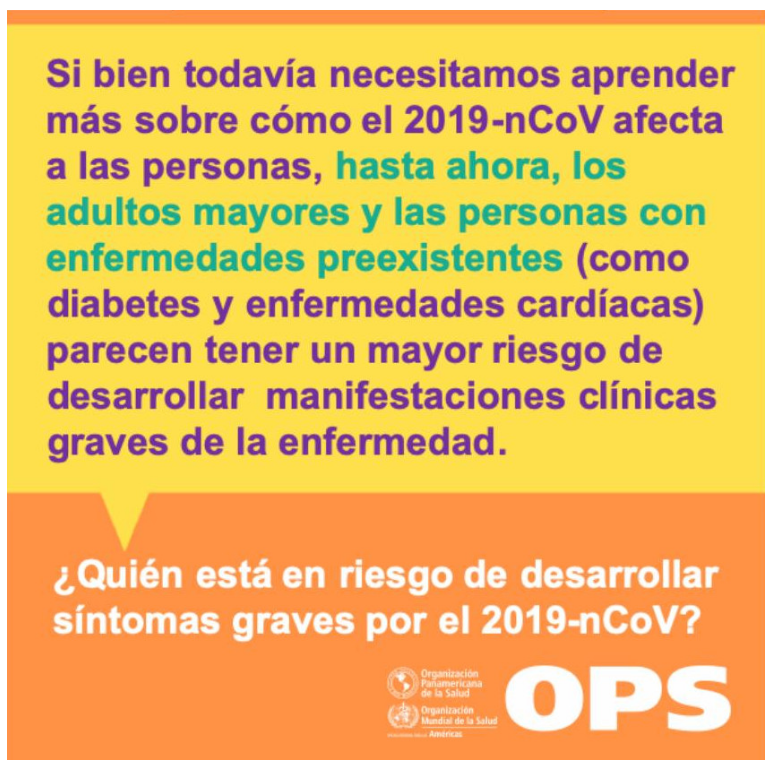 Si bien todavía necesitamos aprender
más sobre cómo el 2019-nCoV afecta
a las personas, hasta ahora, los
adultos mayores y las personas con
enfermedades preexistentes (como
diabetes y enfermedades cardíacas)
parecen tener un mayor riesgo de
desarrollar manifestaciones clínicas
graves de la enfermedad.
¿Quién está en riesgo de desarrollar
síntomas graves por el 2019-nCoV?
Organización
Panamericana
de la Salud
Organización
Mundial de la Salud
Américas
OPS